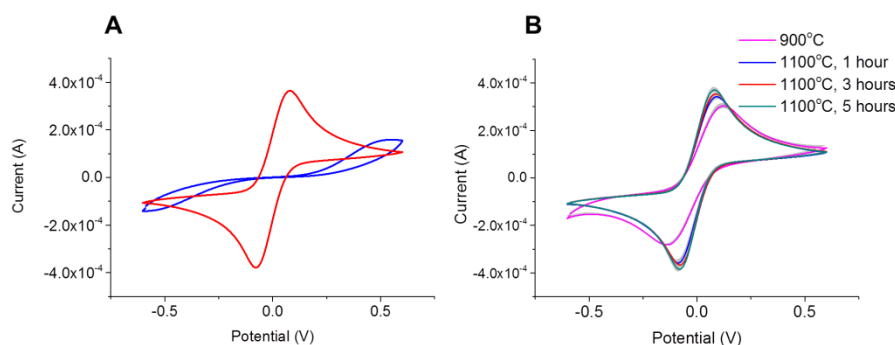 A
Current (A)
4.0x10⁻⁴
2.0x10⁻⁴
0.0
-2.0x10⁻⁴
-4.0x10⁻⁴
-0.5
0.0
0.5
Potential (V)
B
900°C
1100°C, 1 hour
1100°C, 3 hours
1100°C, 5 hours
Current (A)
4.0x10⁻⁴
2.0x10⁻⁴
0.0
-2.0x10⁻⁴
-4.0x10⁻⁴
-0.5
0.0
0.5
Potential (V)